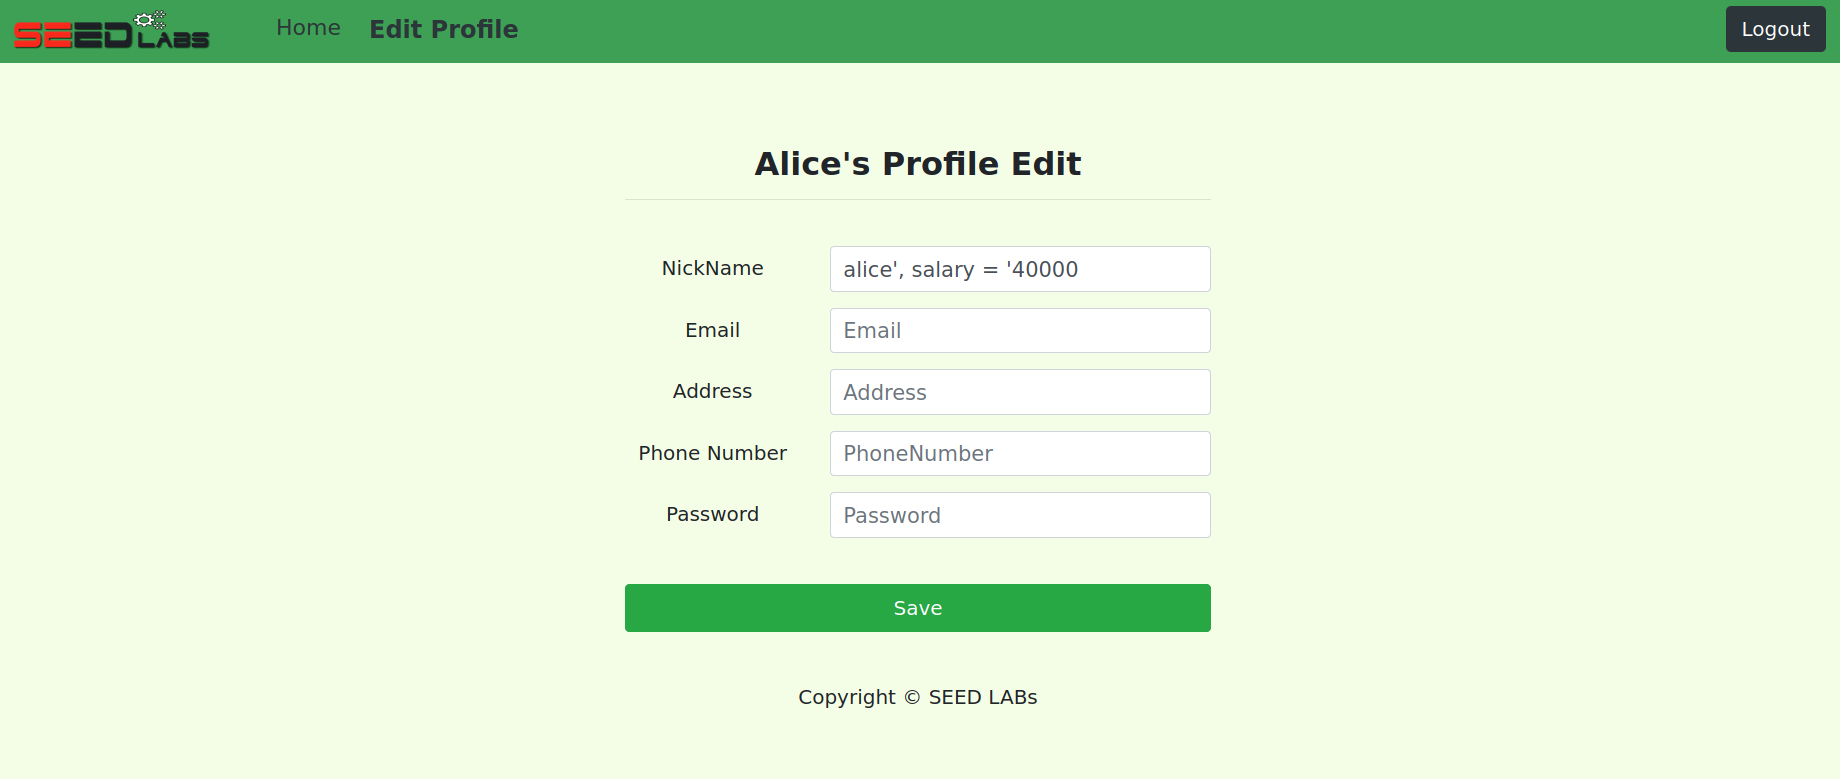 SEED LABS Home Edit Profile Logout
Alice's Profile Edit
NickName alice', salary = '40000
Email Email
Address Address
Phone Number PhoneNumber
Password Password
Save
Copyright © SEED LABs